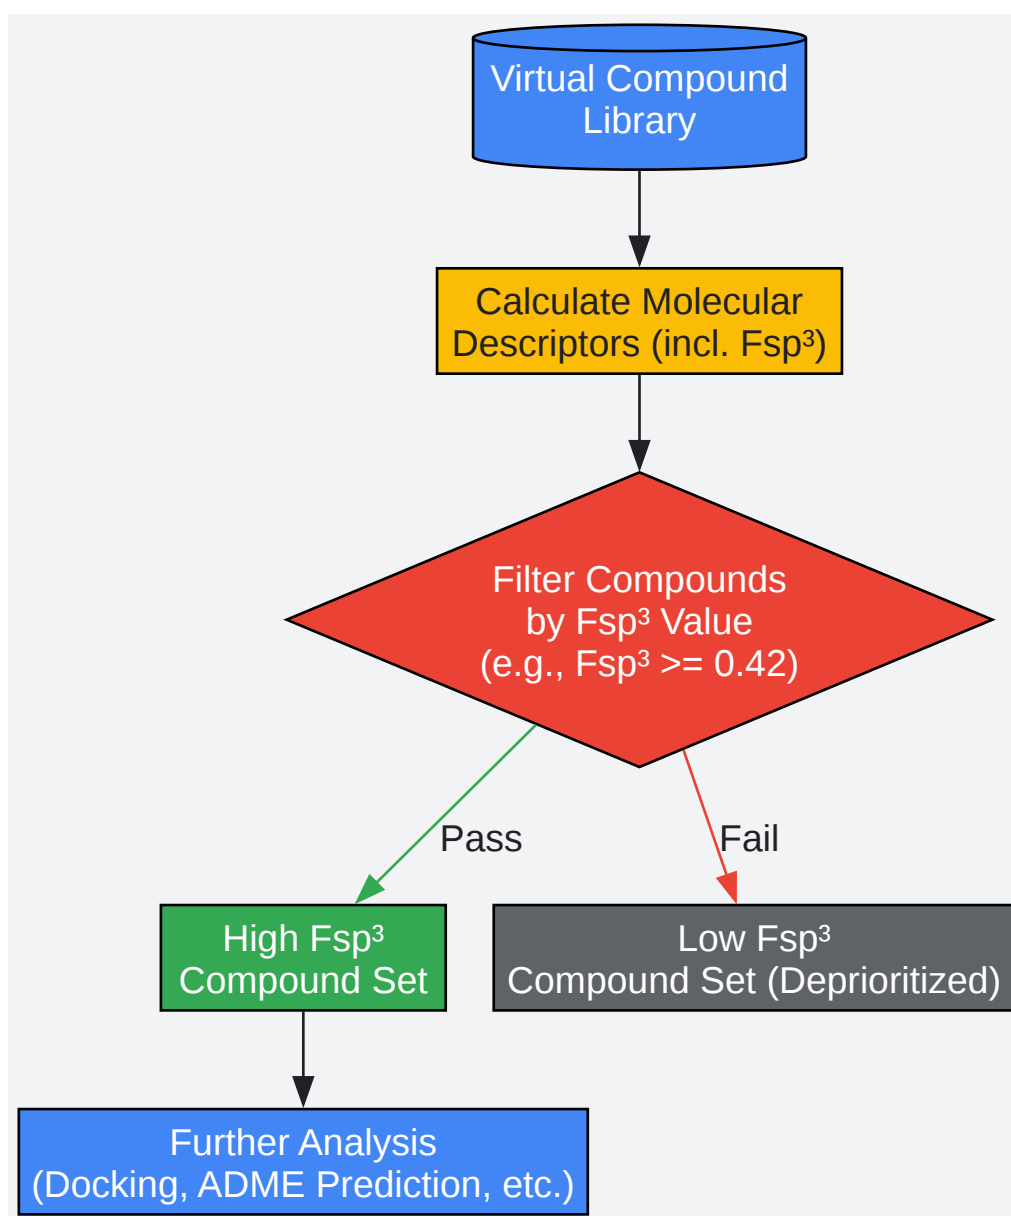 Virtual Compound
Library
Calculate Molecular
Descriptors (incl. Fsp³)
Filter Compounds
by Fsp³ Value
(e.g., Fsp³ >= 0.42)
Pass
Fail
High Fsp³
Compound Set
Low Fsp³
Compound Set (Deprioritized)
Further Analysis
(Docking, ADME Prediction, etc.)